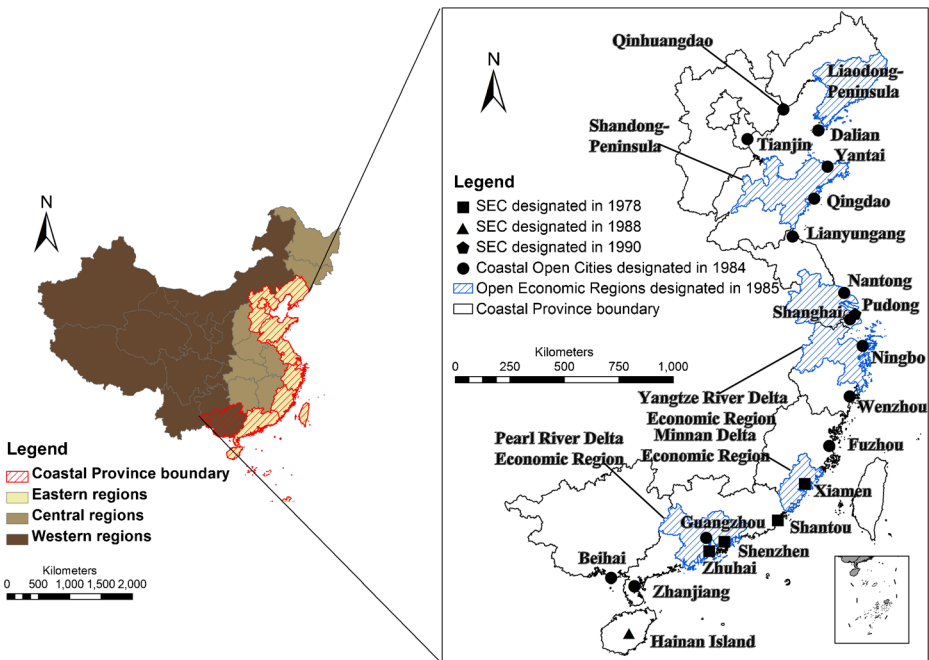 N
Legend
Coastal Province boundary
Eastern regions
Central regions
Western regions
Kilometers
0 500 1,000 1,500 2,000
N
Legend
SEC designated in 1978
SEC designated in 1988
SEC designated in 1990
Coastal Open Cities designated in 1984
Open Economic Regions designated in 1985
Coastal Province boundary
Kilometers
0 250 500 750 1,000
Qinhuangdao
Liaodong-
Peninsula
Shandong-
Peninsula
Tianjin
Dalian
Yantai
Qingdao
Lianyungang
Nantong
Pudong
Shanghai
Ningbo
Yangtze River Delta
Economic Region
Wenzhou
Minnan Delta
Economic Region
Pearl River Delta
Economic Region
Fuzhou
Xiamen
Shantou
Guangzhou
Shenzhen
Zhuhai
Beihai
Zhanjiang
Hainan Island